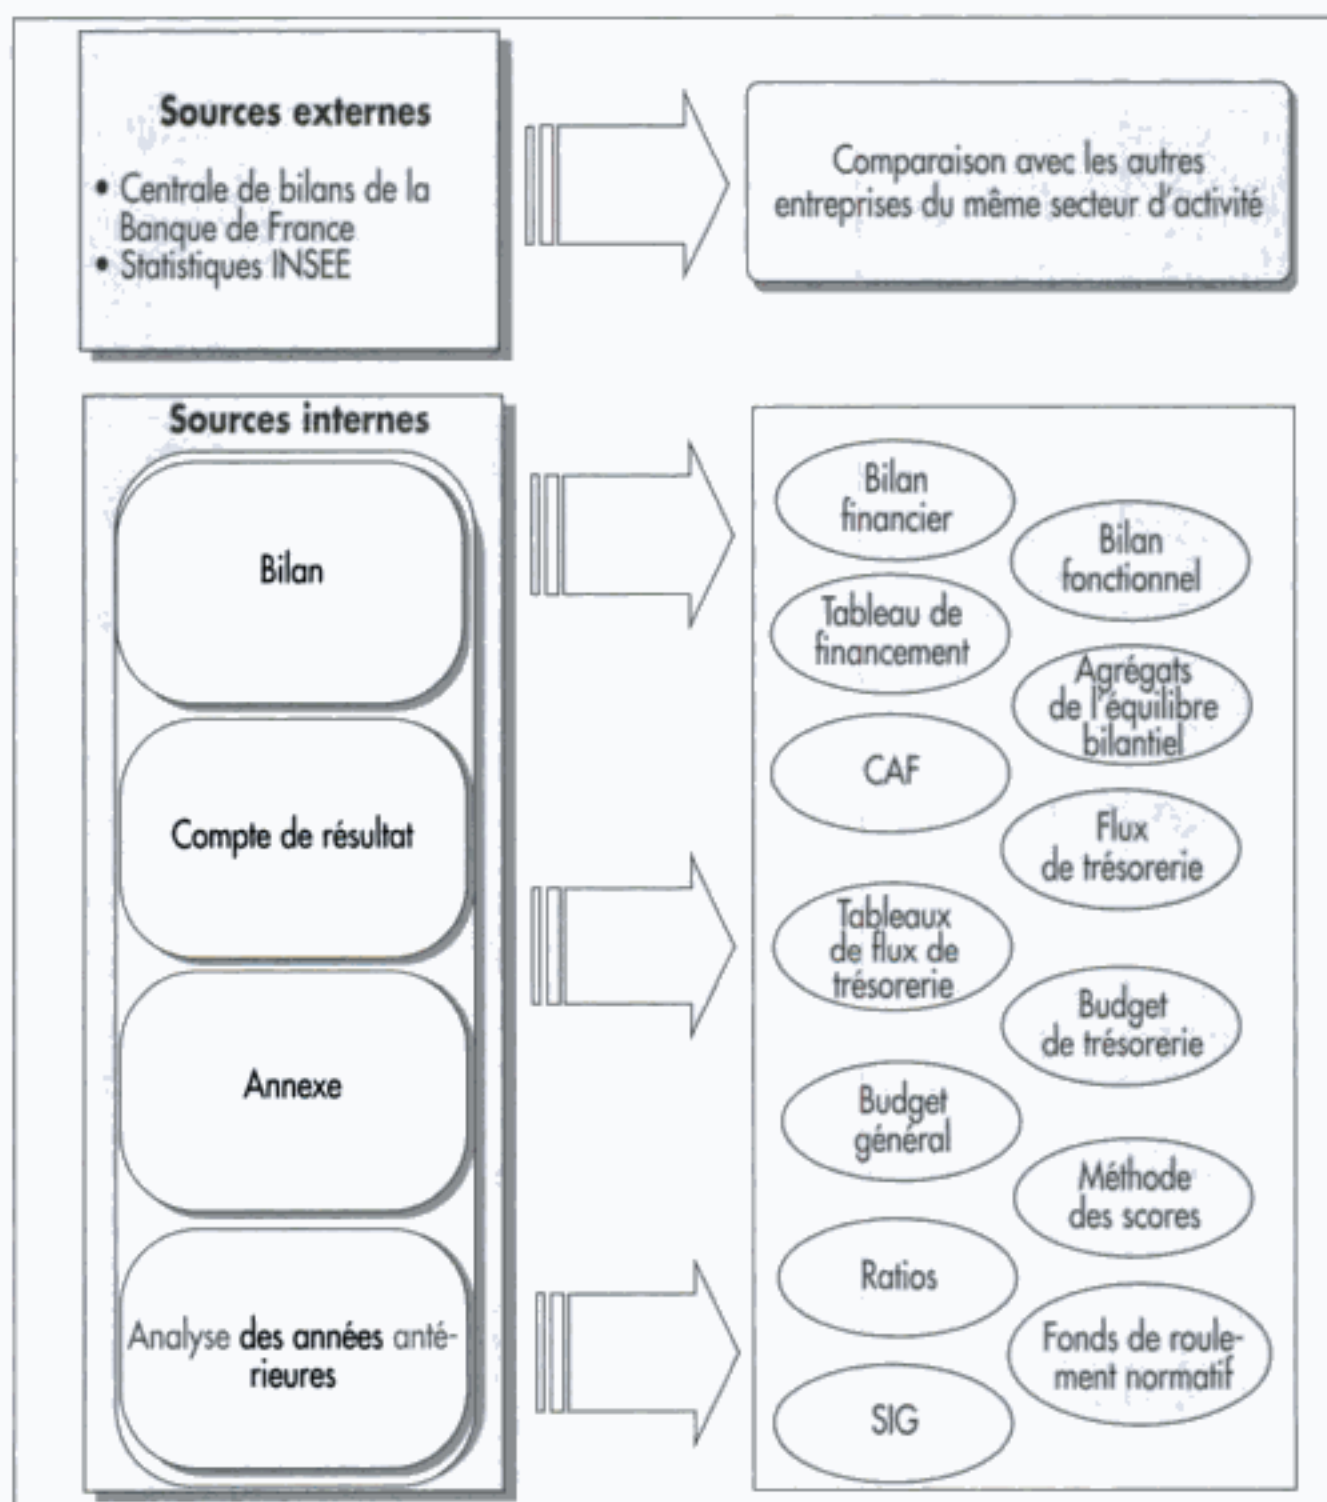 Sources externes
• Centrale de bilans de la
Banque de France
• Statistiques INSEE
Comparaison avec les autres
entreprises du même secteur d'activité
Sources internes
Bilan
Compte de résultat
Annexe
Analyse des années anté-
rieures
Bilan
financier
Bilan
fonctionnel
Tableau de
financement
Agrégats
de l'équilibre
bilantiel
CAF
Flux
de trésorerie
Tableaux
de flux de
trésorerie
Budget
de trésorerie
Budget
général
Méthode
des scores
Ratios
Fonds de roule-
ment normatif
SIG